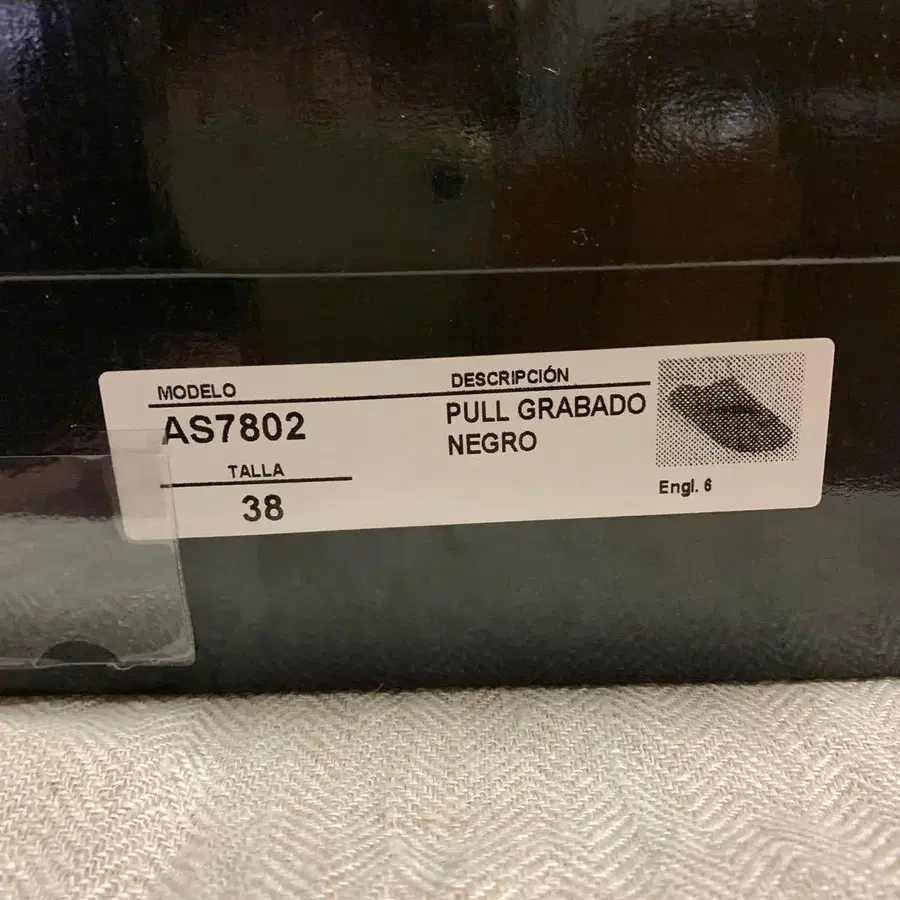 MODELO
AS7802
TALLA
38
DESCRIPCIÓN
PULL GRABADO
NEGRO
Engl. 6